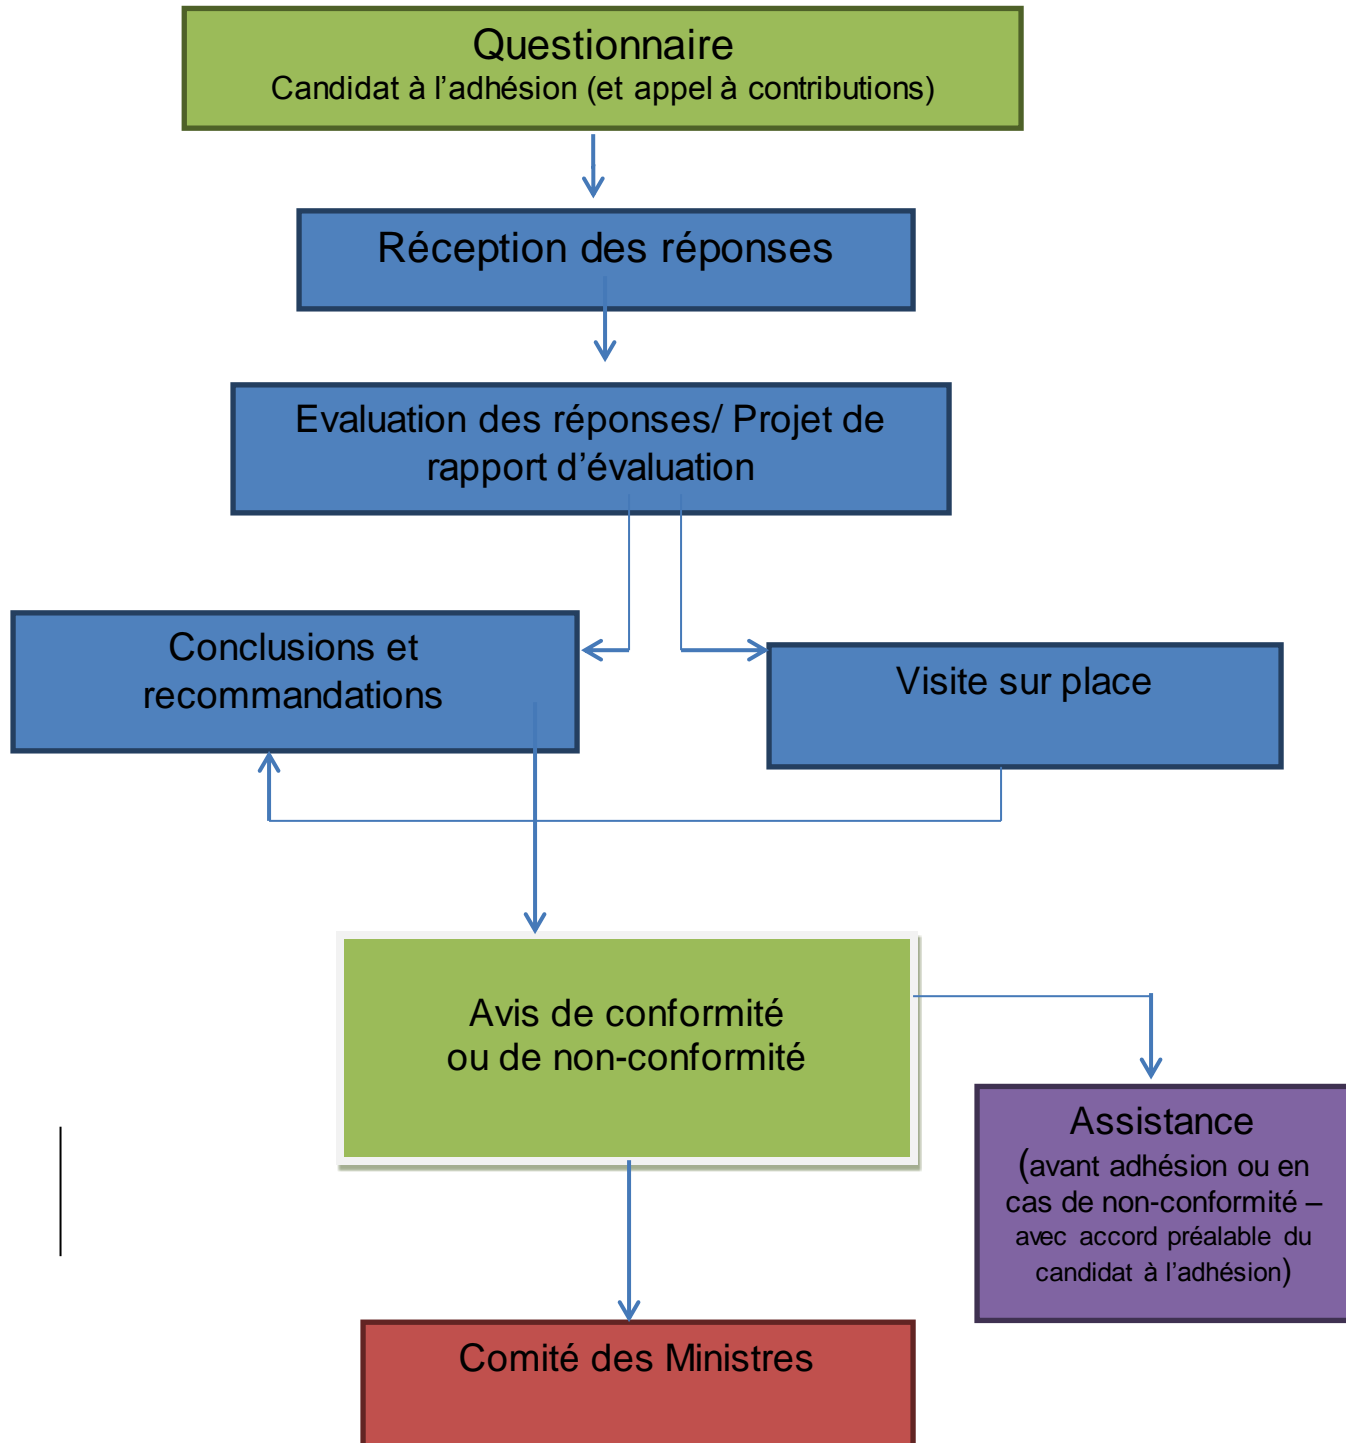 Questionnaire
Candidat à l’adhésion (et appel à contributions)
Réception des réponses
Evaluation des réponses/ Projet de
rapport d’évaluation
Conclusions et
recommandations
Visite sur place
Avis de conformité
ou de non-conformité
Assistance
(avant adhésion ou en
cas de non-conformité –
avec accord préalable du
candidat à l’adhésion)
Comité des Ministres